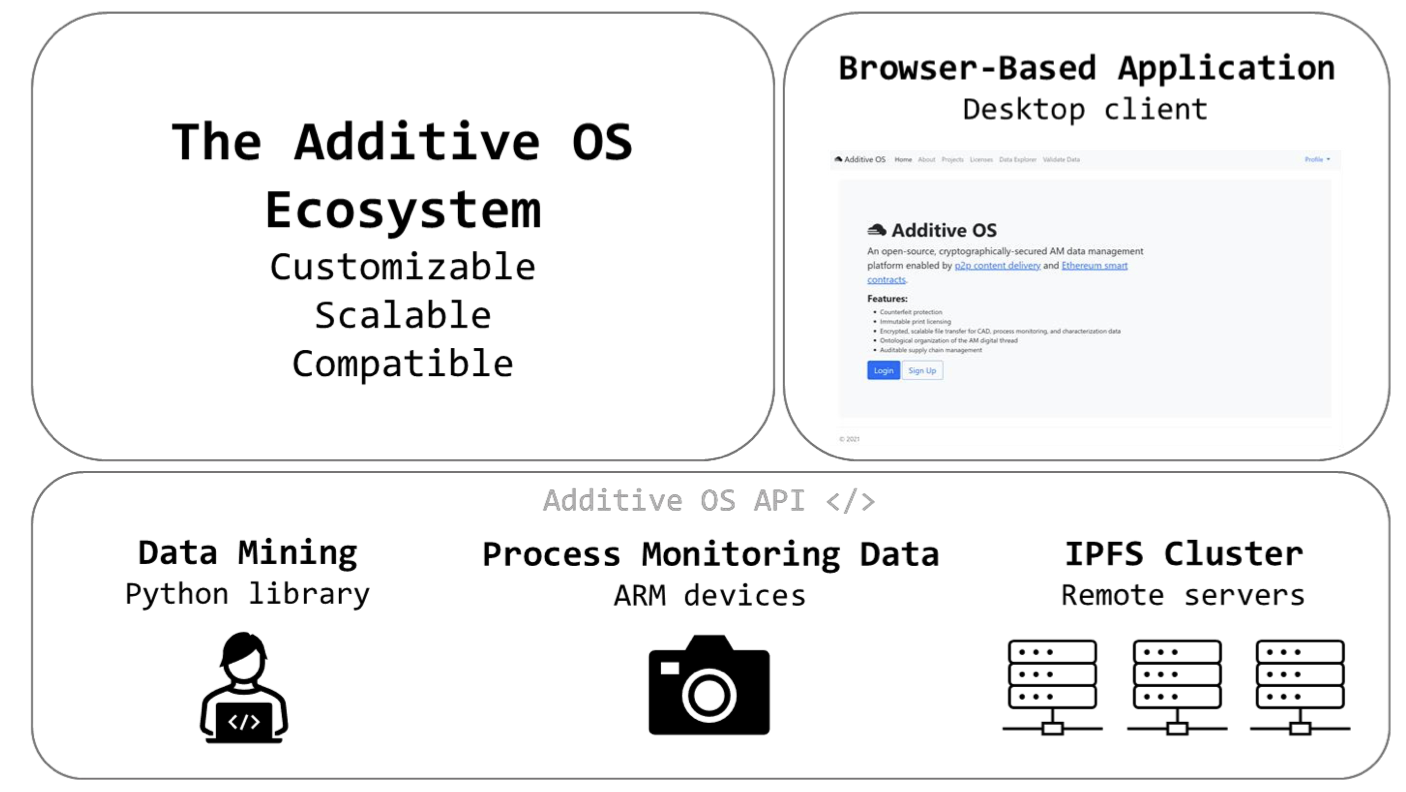 The Additive OS
Ecosystem
Customizable
Scalable
Compatible
Browser-Based Application
Desktop client
Additive OS Home About Projects Licenses Data Explorer Validate Data Profile
Additive OS
An open-source, cryptographically-secured AM data management
platform enabled by p2p content delivery and Ethereum smart
contracts.
Features:
• Counterfeit protection
• Immutable print licensing
• Encrypted, scalable file transfer for CAD, process monitoring, and characterization data
• Ontological organization of the AM digital thread
• Auditable supply chain management
Login Sign Up
© 2021
Additive OS API </>
Data Mining
Python library
</>
Process Monitoring Data
ARM devices
IPFS Cluster
Remote servers